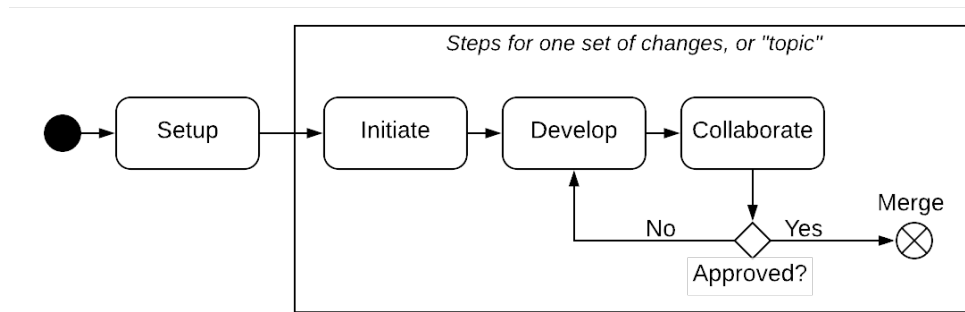 Steps for one set of changes, or "topic"
Setup
Initiate
Develop
Collaborate
Merge
No
Yes
Approved?